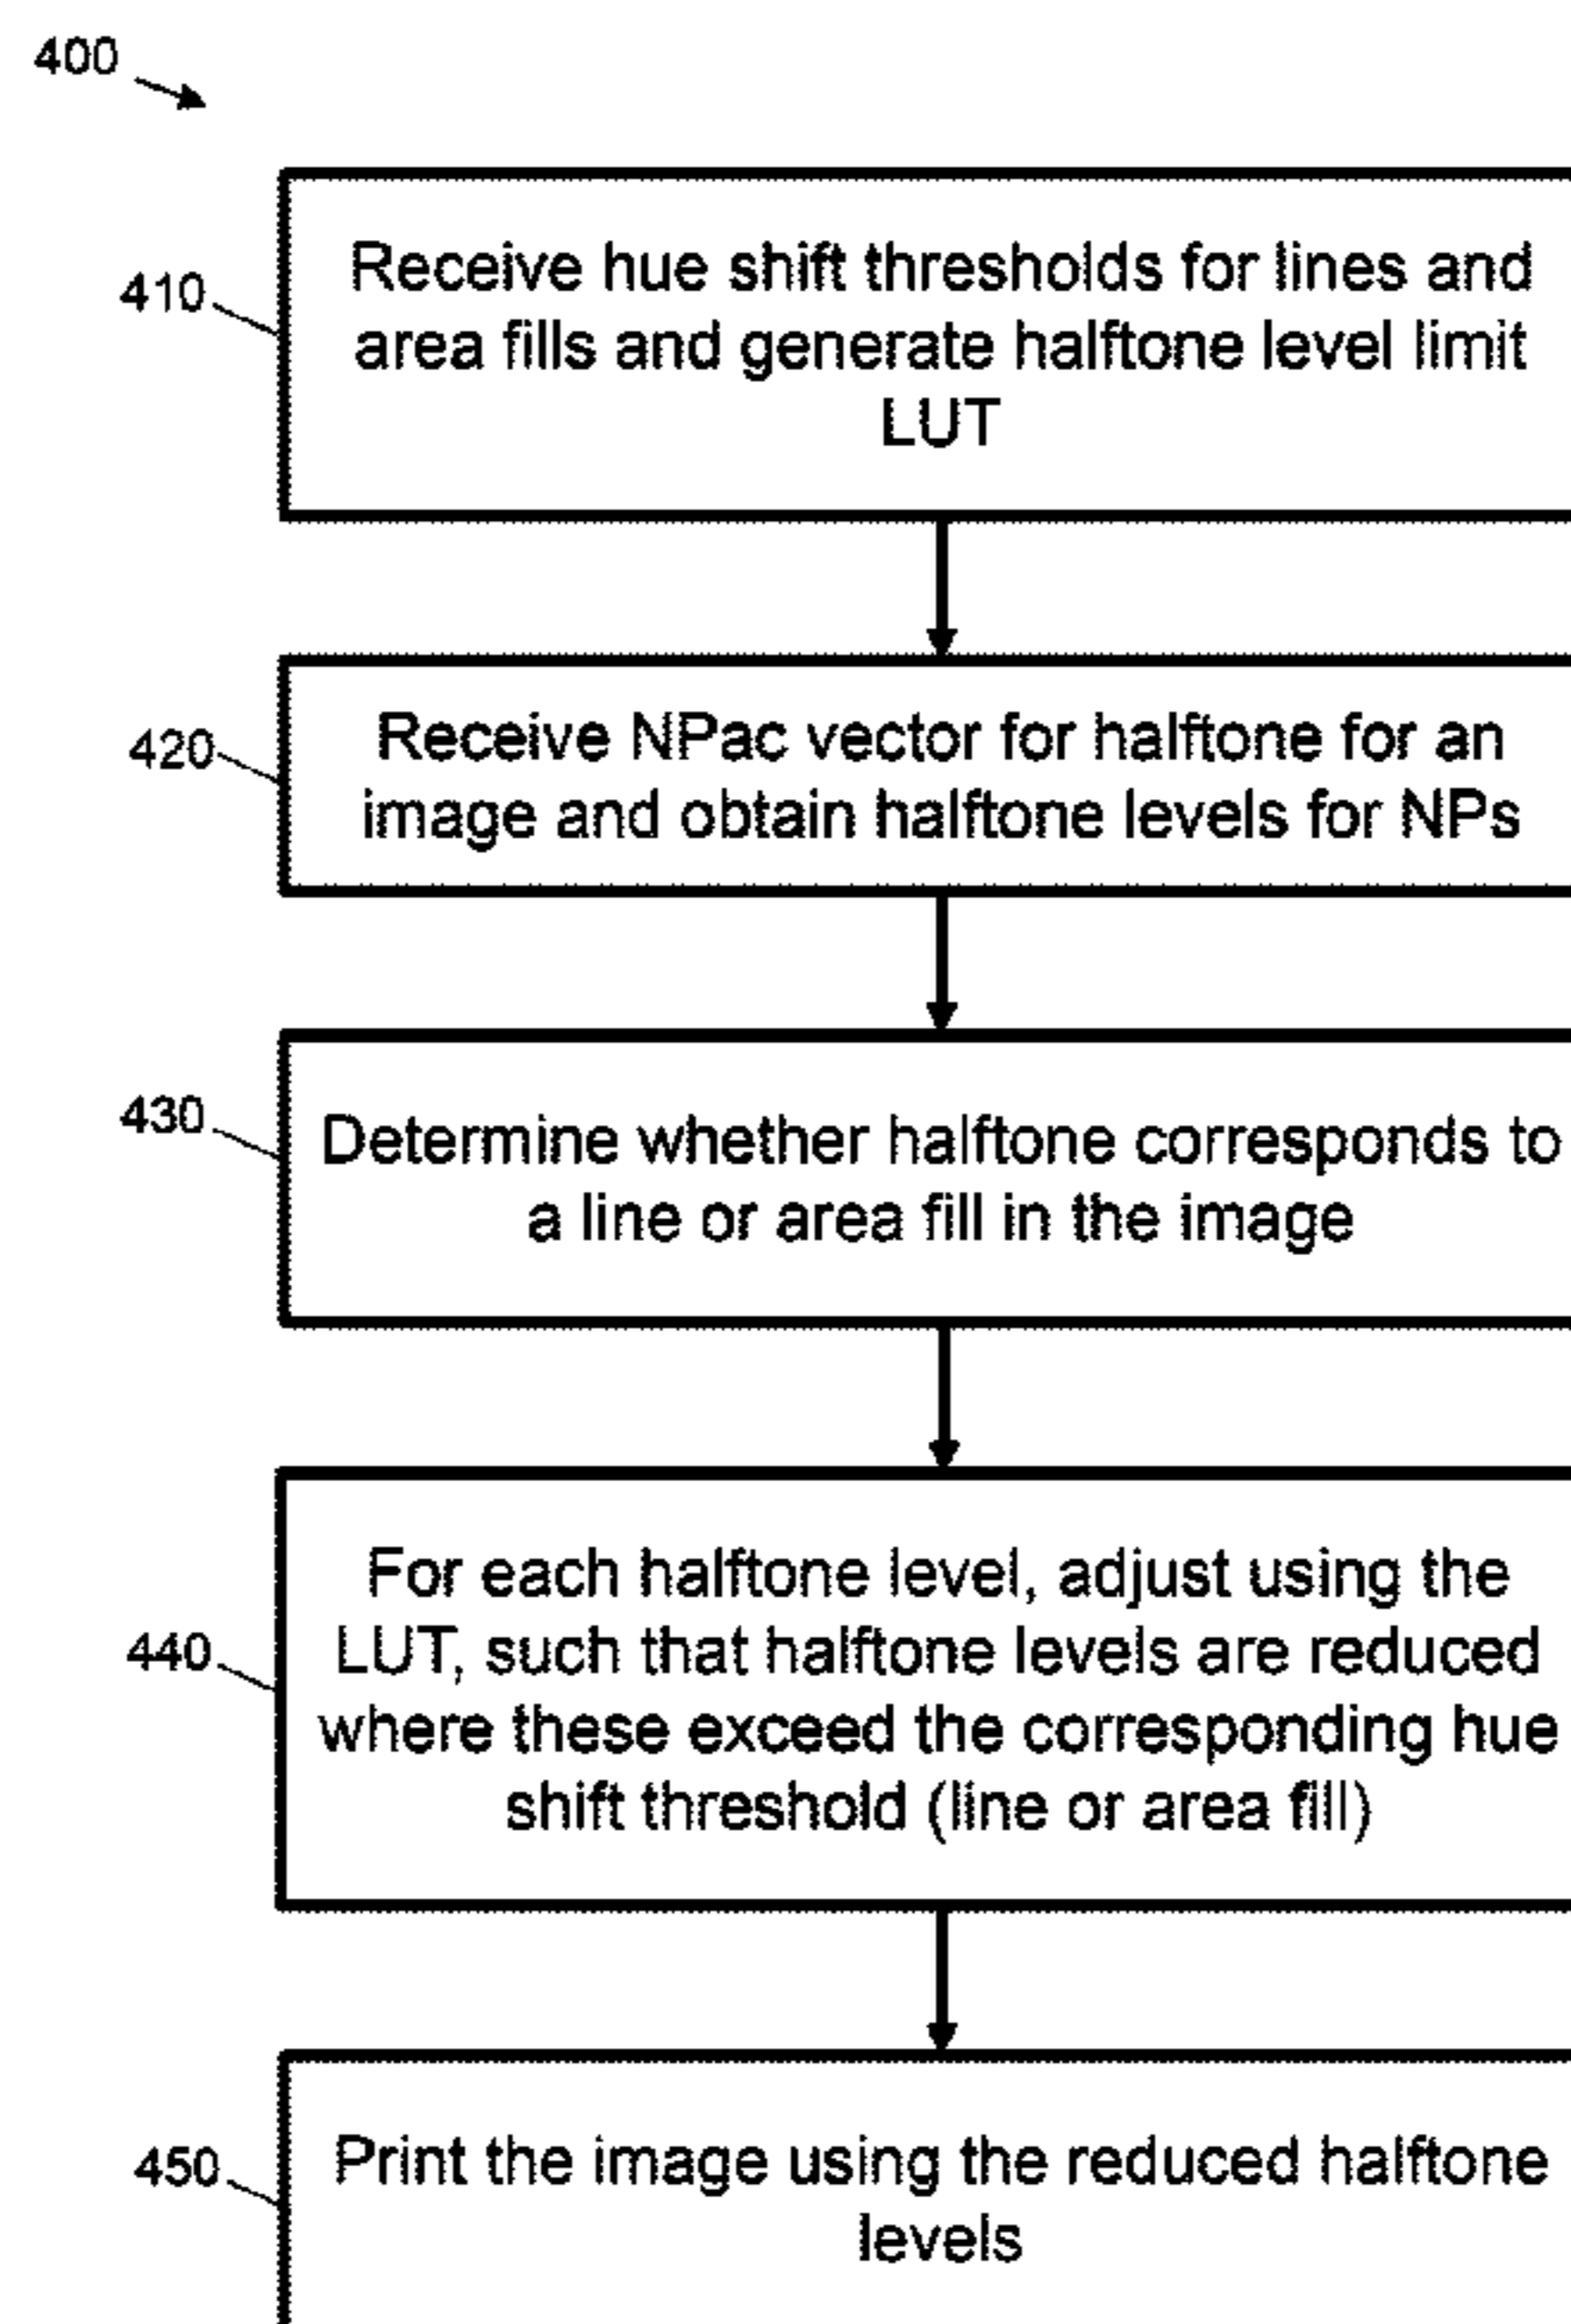 400
410
Receive hue shift thresholds for lines and
area fills and generate halftone level limit
LUT
420
Receive NPac vector for halftone for an
image and obtain halftone levels for NPs
430
Determine whether halftone corresponds to
a line or area fill in the image
440
For each halftone level, adjust using the
LUT, such that halftone levels are reduced
where these exceed the corresponding hue
shift threshold (line or area fill)
450
Print the image using the reduced halftone
levels